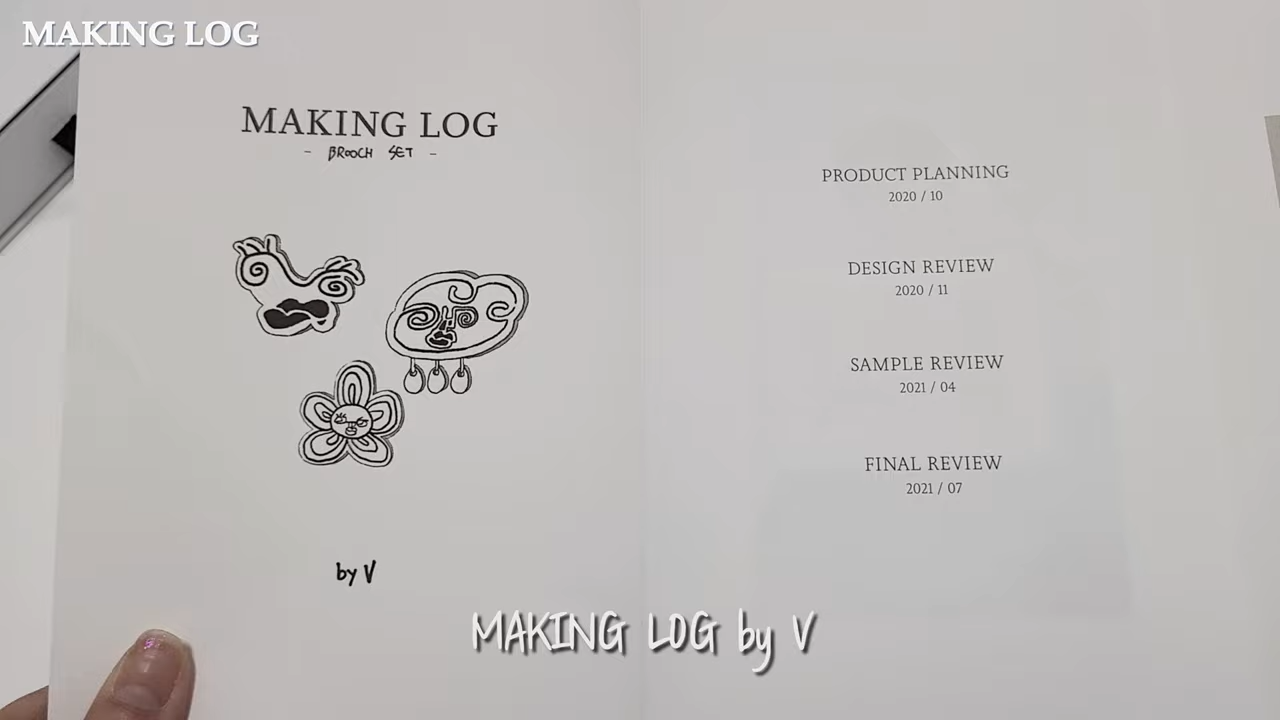 MAKING LOG
MAKING LOG
- BROOCH SET -
by V
PRODUCT PLANNING
2020 / 10
DESIGN REVIEW
2020 / 11
SAMPLE REVIEW
2021 / 04
FINAL REVIEW
2021 / 07
MAKING LOG by V